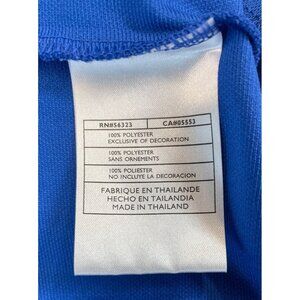 RN#56323 CA#05553
100% POLYESTER
EXCLUSIVE OF DECORATION
100% POLYESTER
SANS ORNEMENTS
100% POLIESTER
NO INCLUYE LA DECORACION
FABRIQUE EN THAILANDE
HECHO EN TAILANDIA
MADE IN THAILAND